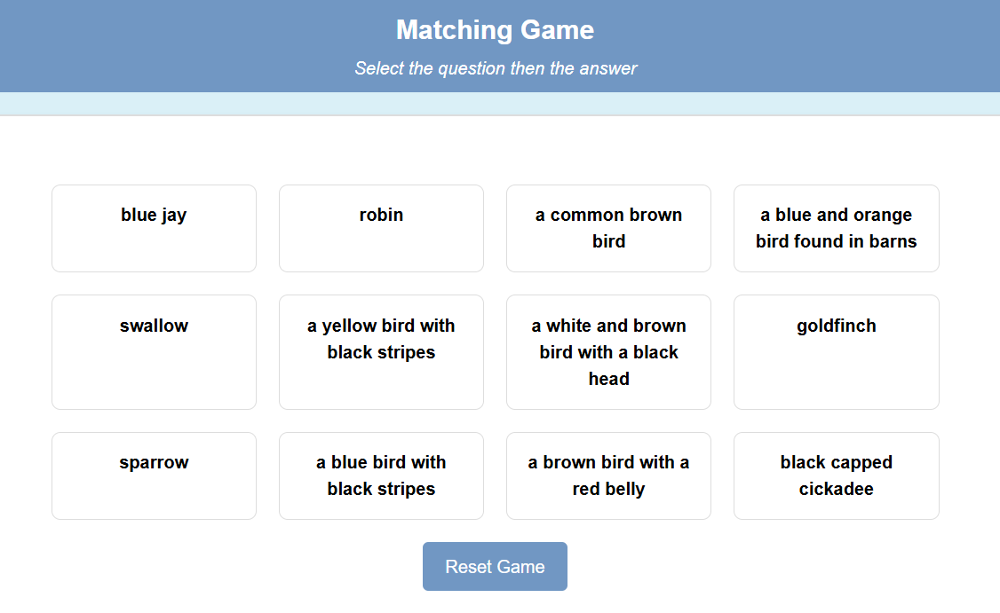 Matching Game
Select the question then the answer
blue jay
robin
a common brown
bird
a blue and orange
bird found in barns
swallow
a yellow bird with
black stripes
a white and brown
bird with a black
head
goldfinch
sparrow
a blue bird with
black stripes
a brown bird with a
red belly
black capped
cickadee
Reset Game